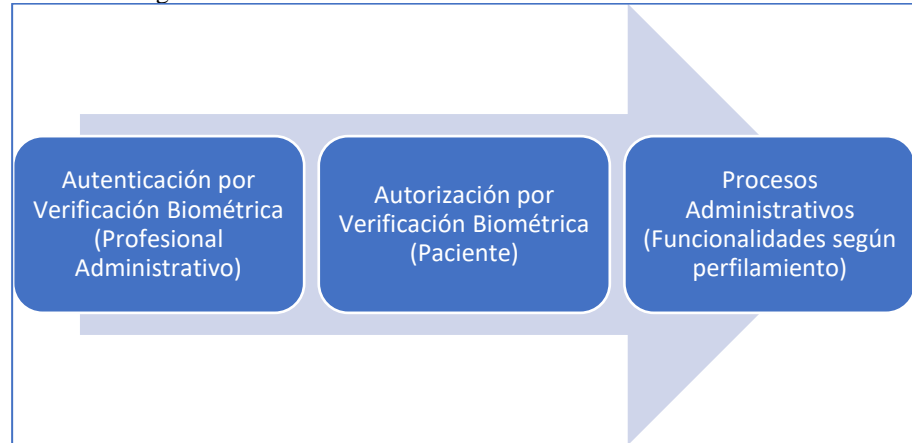 Autenticación por
Verificación Biométrica
(Profesional
Administrativo)
Autorización por
Verificación Biométrica
(Paciente)
Procesos
Administrativos
(Funcionalidades según
perfilamiento)